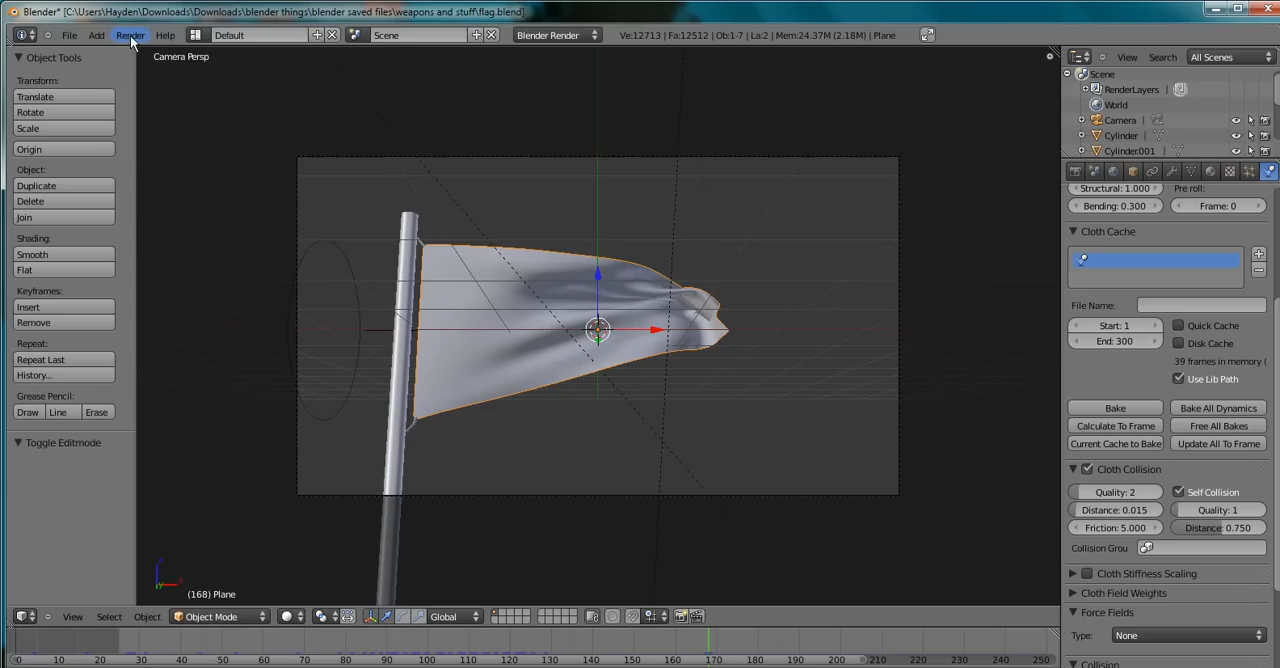 Blender* [C:\Users\Hayden\Downloads\Downloads\blender things\blender saved files\weapons and stuff\flag.blend]
File Add Render Help Default Scene Blender Render Ve:12713 | Fa:12512 | Ob:1-7 | La:2 | Mem:24.37M (2.18M) | Plane
Object Tools
Transform:
Translate
Rotate
Scale
Origin
Object:
Duplicate
Delete
Join
Shading:
Smooth
Flat
Keyframes:
Insert
Remove
Repeat:
Repeat Last
History...
Grease Pencil:
Draw Line Erase
Toggle Editmode
Camera Persp
(168) Plane
View Select Object Object Mode Global
0 10 20 30 40 50 60 70 80 90 100 110 120 130 140 150 160 170 180 190 200 210 220 230 240 250
View Search All Scenes
Scene
RenderLayers
World
Camera
Cylinder
Cylinder.001
Structural: 1.000 Pre roll:
Bending: 0.300 Frame: 0
Cloth Cache
File Name:
Start: 1 Quick Cache
End: 300 Disk Cache
39 frames in memory (
Use Lib Path
Bake Bake All Dynamics
Calculate To Frame Free All Bakes
Current Cache to Bake Update All To Frame
Cloth Collision
Quality: 2 Self Collision
Distance: 0.015 Quality: 1
Friction: 5.000 Distance: 0.750
Collision Grou
Cloth Stiffness Scaling
Cloth Field Weights
Force Fields
Type: None
Collision